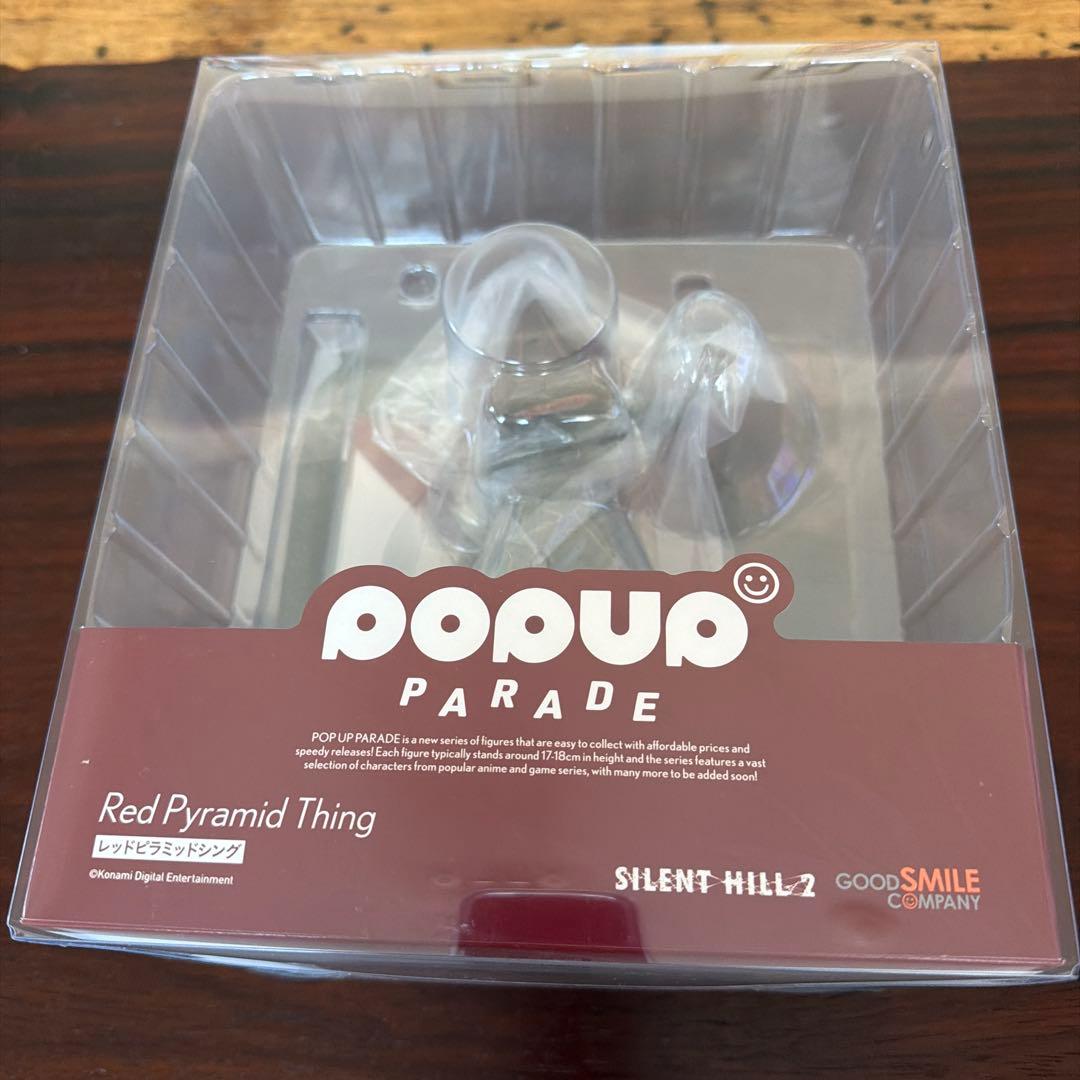 POPUP
PARADE
POP UP PARADE is a new series of figures that are easy to collect with affordable prices and
speedy releases! Each figure typically stands around 17-18cm in height and the series features a vast
selection of characters from popular anime and game series, with many more to be added soon!
Red Pyramid Thing
レッドピラミッドシング
©Konami Digital Entertainment
SILENT HILL 2
GOOD SMILE
COMPANY